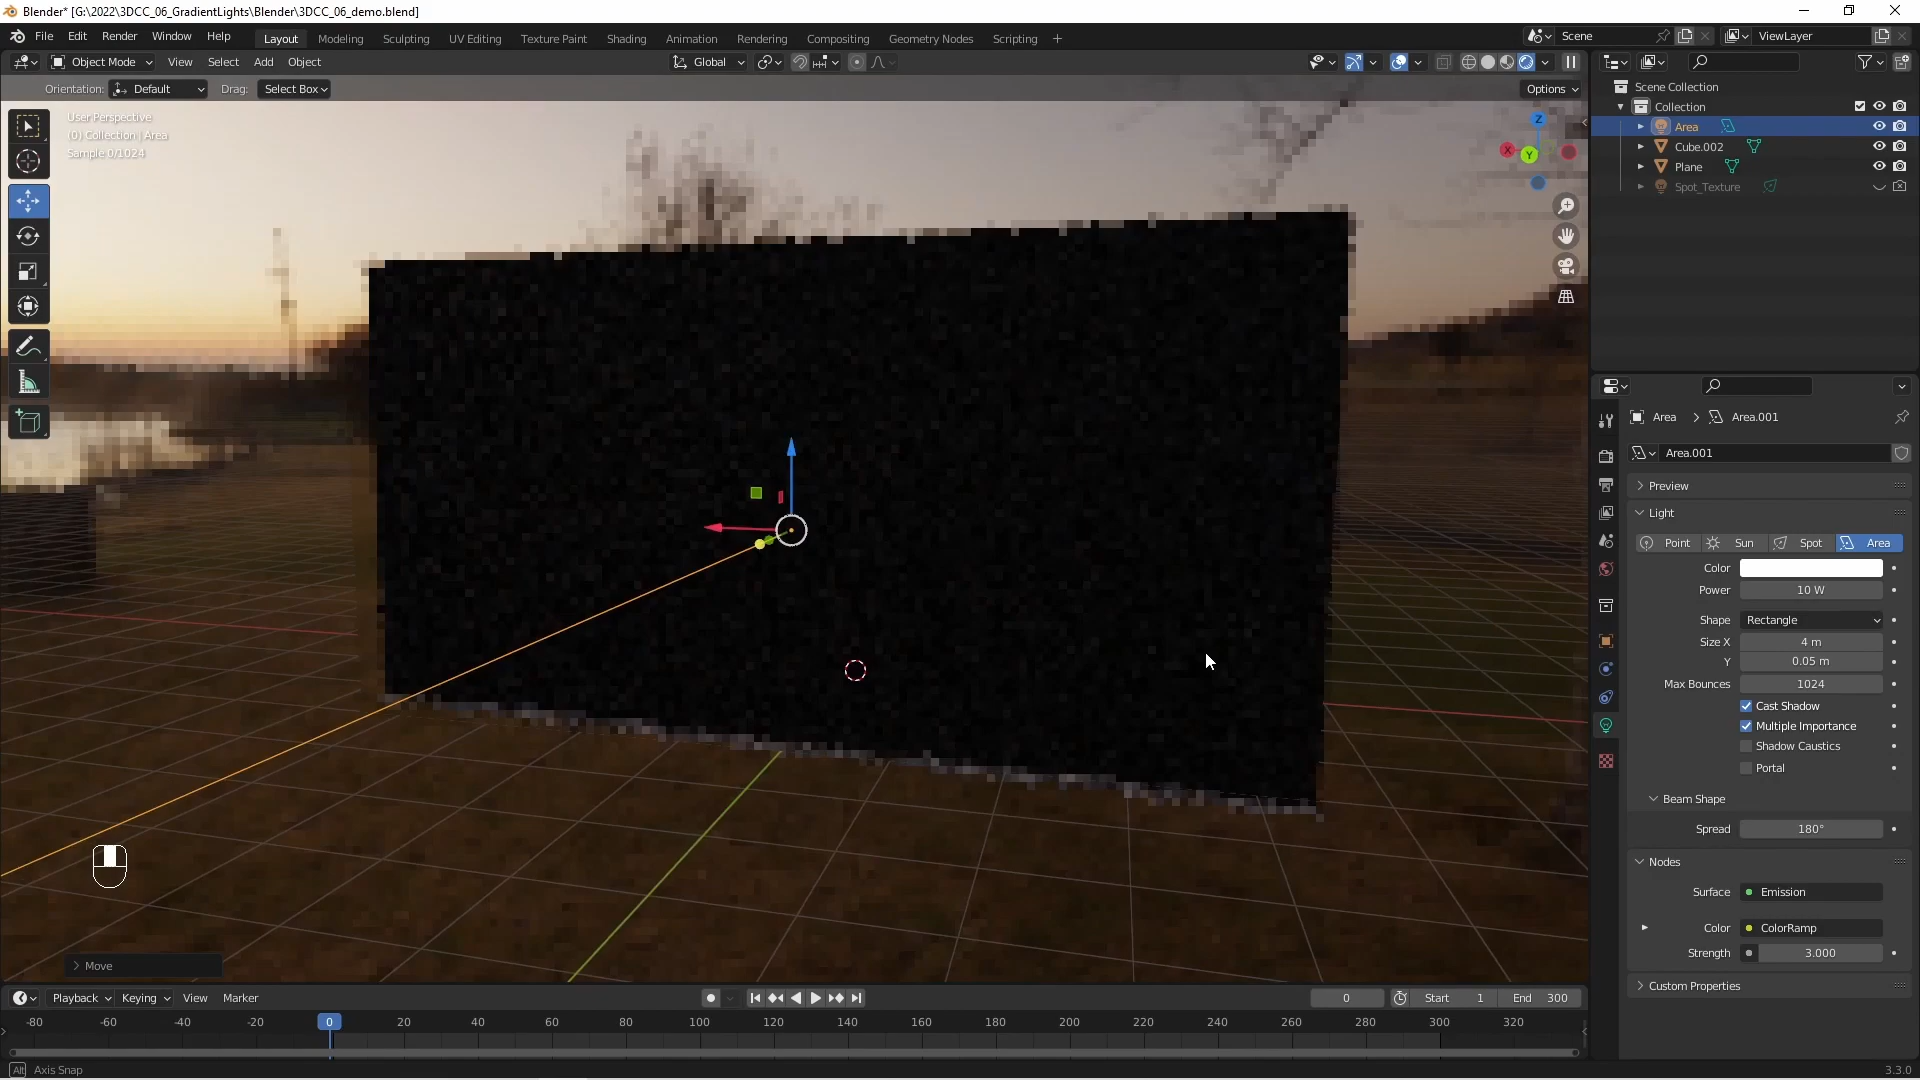 Blender* [G:\2022\3DCC_06_GradientLights\Blender\3DCC_06_demo.blend]
File Edit Render Window Help Layout Modeling Sculpting UV Editing Texture Paint Shading Animation Rendering Compositing Geometry Nodes Scripting + Scene ViewLayer
Object Mode View Select Add Object Global
Orientation: Default Drag: Select Box Options
User Perspective
(0) Collection | Area
Sample 0/1024
Z
X
Y
Scene Collection
Collection
Area
Cube.002
Plane
Spot_Texture
Area > Area.001
Area.001
Preview
Light
Point Sun Spot Area
Color
Power 10 W
Shape Rectangle
Size X 4 m
Y 0.05 m
Max Bounces 1024
Cast Shadow
Multiple Importance
Shadow Caustics
Portal
Beam Shape
Spread 180°
Nodes
Surface Emission
Color ColorRamp
Strength 3.000
Custom Properties
Move
Playback Keying View Marker 0 Start 1 End 300
-80 -60 -40 -20 0 20 40 60 80 100 120 140 160 180 200 220 240 260 280 300 320
Alt Axis Snap 3.3.0